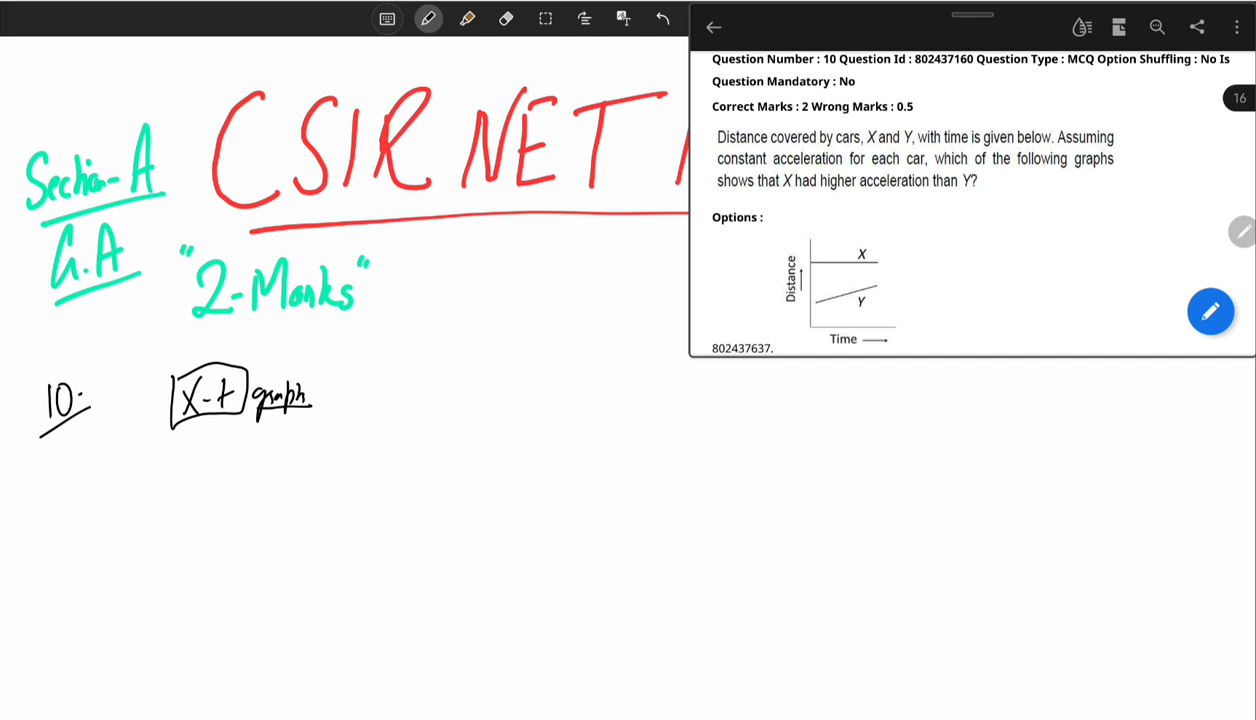 Section-A
CSIR NET
G.A
"2-Marks"
10.
X-t graph
Question Number : 10 Question Id : 802437160 Question Type : MCQ Option Shuffling : No Is
Question Mandatory : No
Correct Marks : 2 Wrong Marks : 0.5
16
Distance covered by cars, X and Y, with time is given below. Assuming
constant acceleration for each car, which of the following graphs
shows that X had higher acceleration than Y?
Options :
Distance
X
Y
Time
802437637.